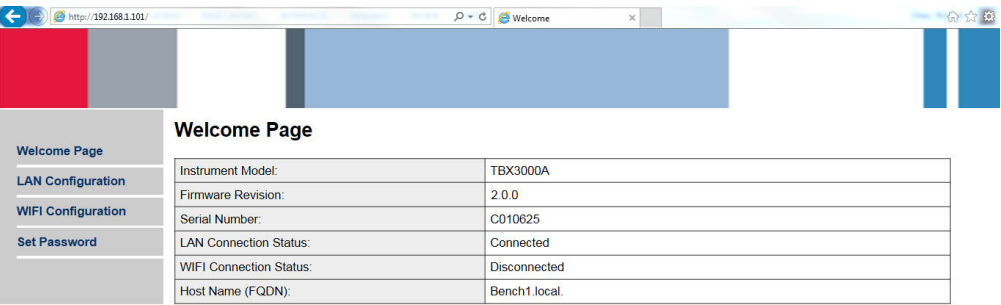 http://192.168.1.101/
Welcome
Welcome Page
Welcome Page
LAN Configuration
WIFI Configuration
Set Password
Instrument Model: TBX3000A
Firmware Revision: 2.0.0
Serial Number: C010625
LAN Connection Status: Connected
WIFI Connection Status: Disconnected
Host Name (FQDN): Bench1.local.